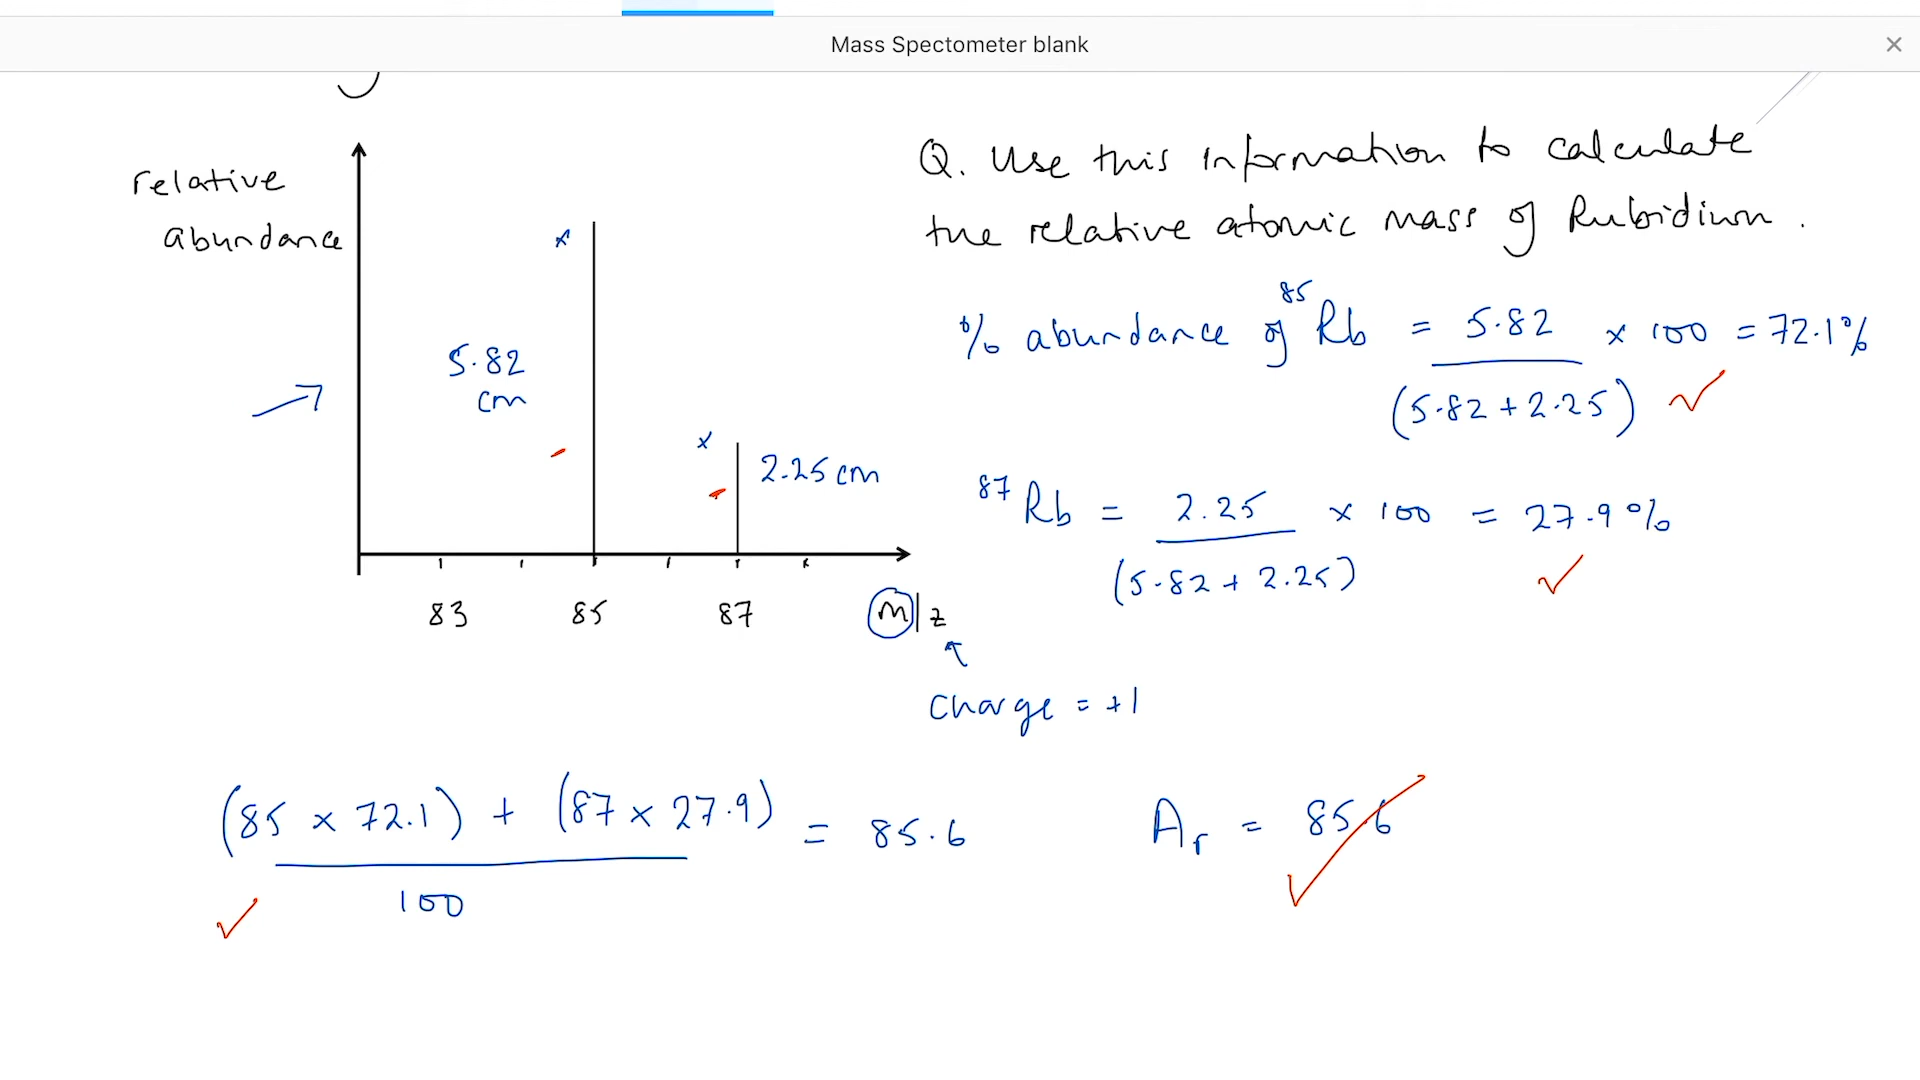 Mass Spectometer blank
relative
abundance
5.82
cm
x
x
2.25 cm
83 85 87 m/z
charge = +1
Q. Use this information to calculate
the relative atomic mass of Rubidium.
% abundance of ⁸⁵Rb = 5.82 x 100 = 72.1%
(5.82 + 2.25)
⁸⁷Rb = 2.25 x 100 = 27.9%
(5.82 + 2.25)
(85 x 72.1) + (87 x 27.9) = 85.6
100
Ar = 85.6